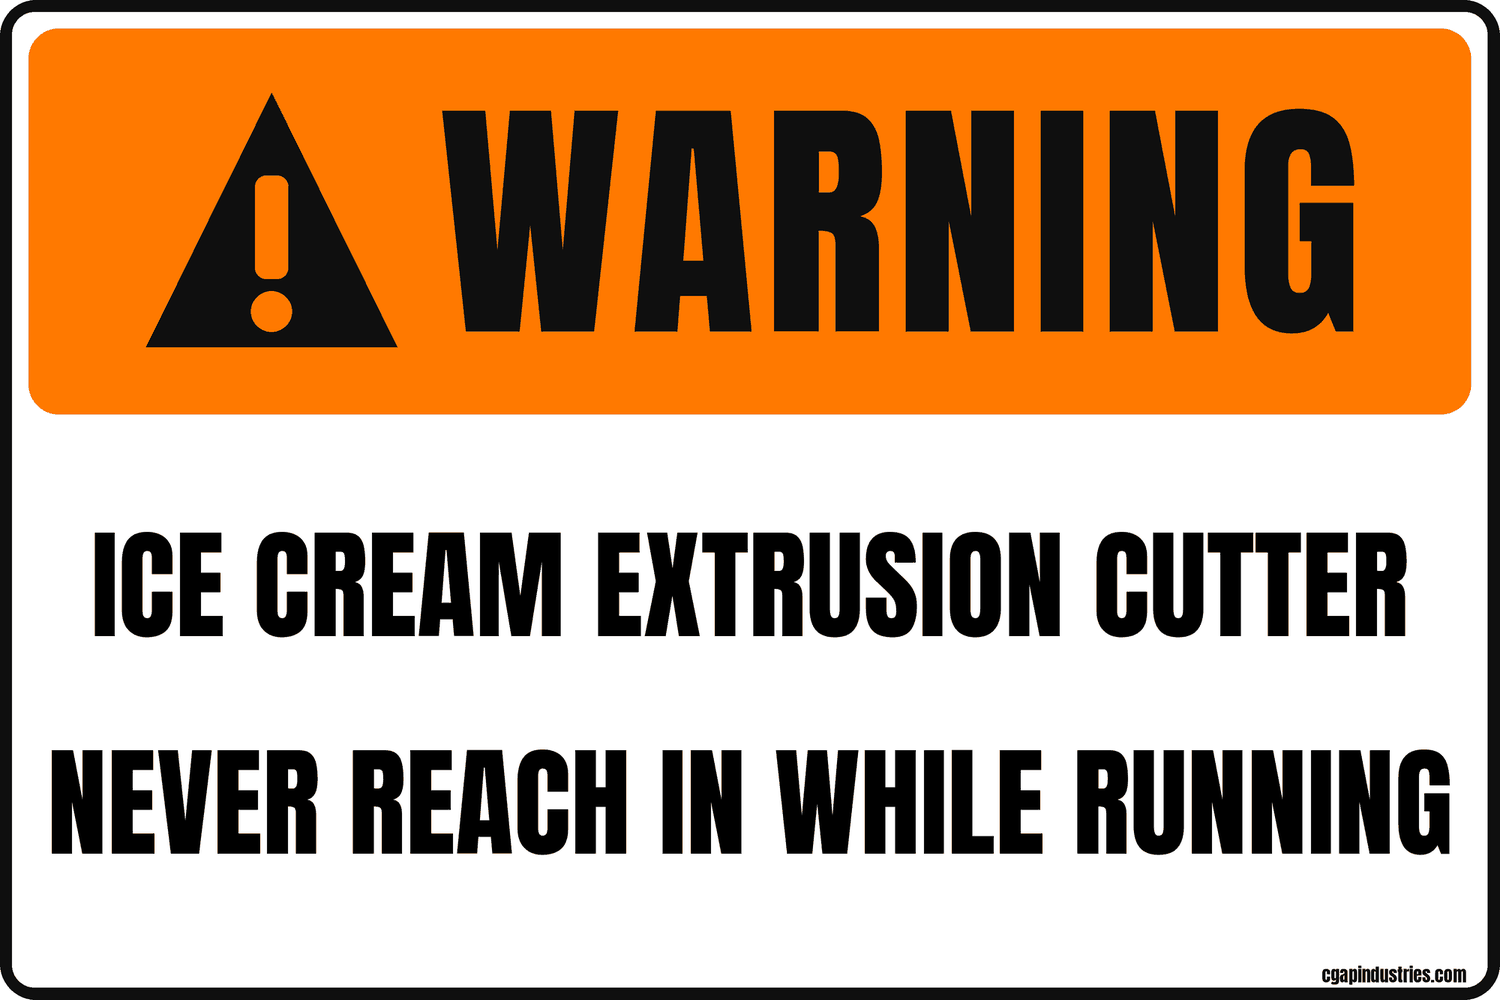 WARNING
ICE CREAM EXTRUSION CUTTER
NEVER REACH IN WHILE RUNNING
cgapindustries.com